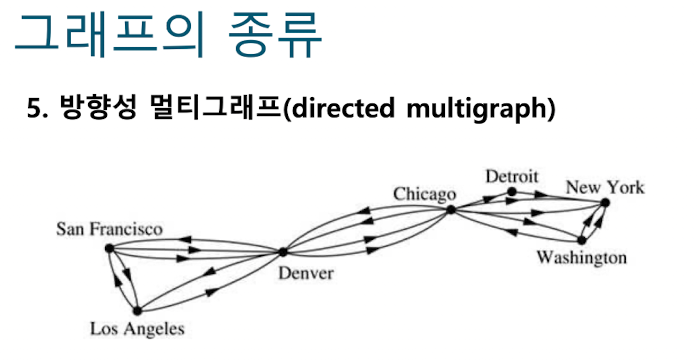 그래프의 종류
5. 방향성 멀티그래프(directed multigraph)
Detroit
New York
Chicago
San Francisco
Denver
Washington
Los Angeles